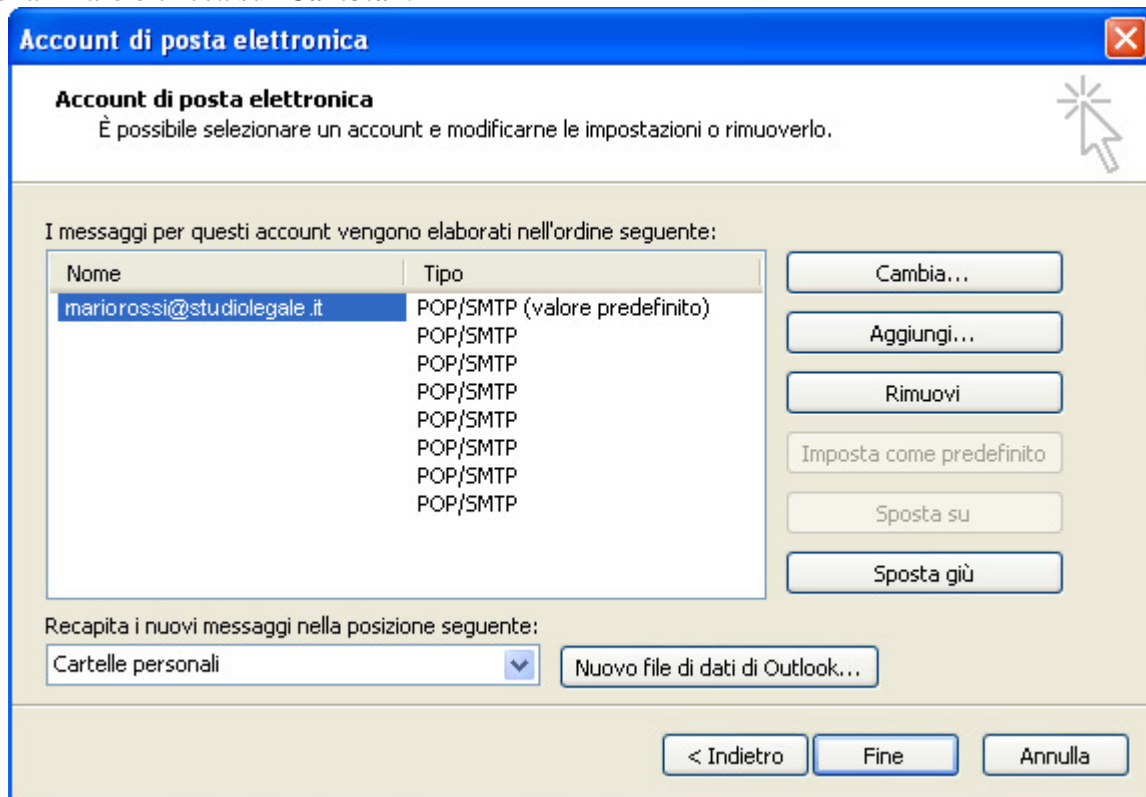 Account di posta elettronica
Account di posta elettronica
È possibile selezionare un account e modificarne le impostazioni o rimuoverlo.
I messaggi per questi account vengono elaborati nell'ordine seguente:
Nome Tipo
mariorossi@studiolegale.it POP/SMTP (valore predefinito)
POP/SMTP
POP/SMTP
POP/SMTP
POP/SMTP
POP/SMTP
POP/SMTP
POP/SMTP
Cambia...
Aggiungi...
Rimuovi
Imposta come predefinito
Sposta su
Sposta giù
Recapita i nuovi messaggi nella posizione seguente:
Cartelle personali
Nuovo file di dati di Outlook...
< Indietro Fine Annulla